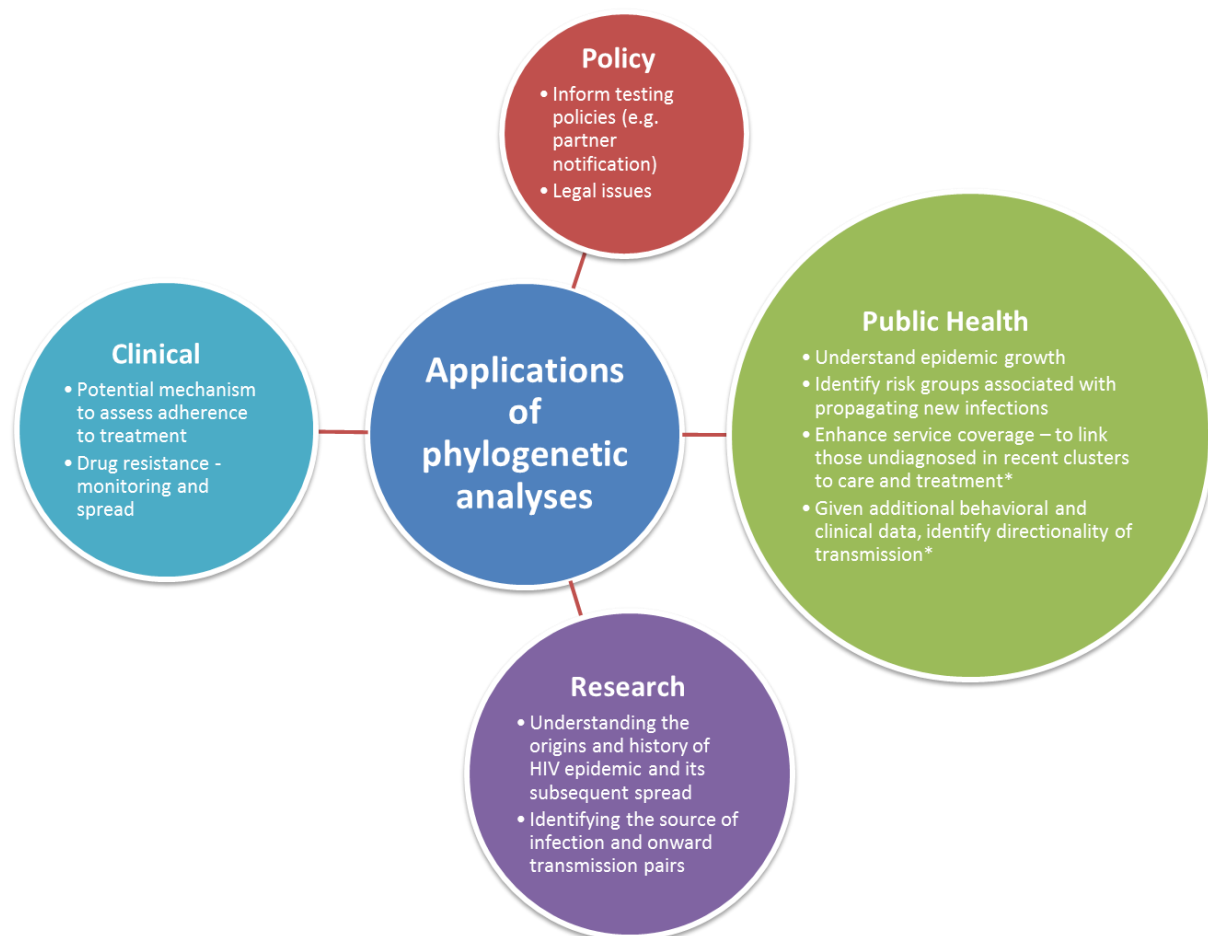 Policy
• Inform testing
policies (e.g.
partner
notification)
• Legal issues
Clinical
• Potential mechanism
to assess adherence
to treatment
• Drug resistance -
monitoring and
spread
Applications
of
phylogenetic
analyses
Public Health
• Understand epidemic growth
• Identify risk groups associated with
propagating new infections
• Enhance service coverage – to link
those undiagnosed in recent clusters
to care and treatment*
• Given additional behavioral and
clinical data, identify directionality of
transmission*
Research
• Understanding the
origins and history of
HIV epidemic and its
subsequent spread
• Identifying the source of
infection and onward
transmission pairs